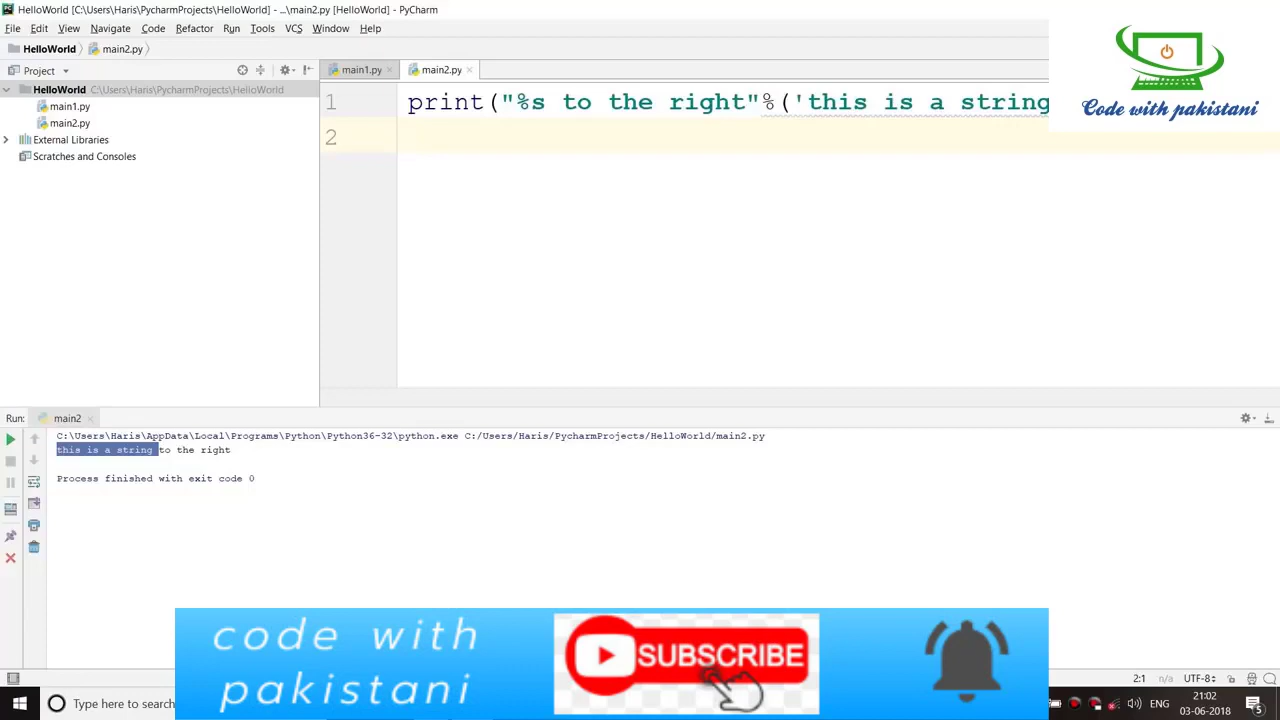 HelloWorld [C:\Users\Haris\PycharmProjects\HelloWorld] - ...\main2.py [HelloWorld] - PyCharm
File Edit View Navigate Code Refactor Run Tools VCS Window Help
HelloWorld main2.py
Project
main1.py main2.py
HelloWorld C:\Users\Haris\PycharmProjects\HelloWorld
main1.py
main2.py
External Libraries
Scratches and Consoles
1 print("%s to the right"%('this is a string
2
Code with pakistani
Run: main2
C:\Users\Haris\AppData\Local\Programs\Python\Python36-32\python.exe C:/Users/Haris/PycharmProjects/HelloWorld/main2.py
this is a string to the right
Process finished with exit code 0
code with
pakistani
SUBSCRIBE
2:1 n/a UTF-8
Type here to search
ENG
21:02
03-06-2018
5